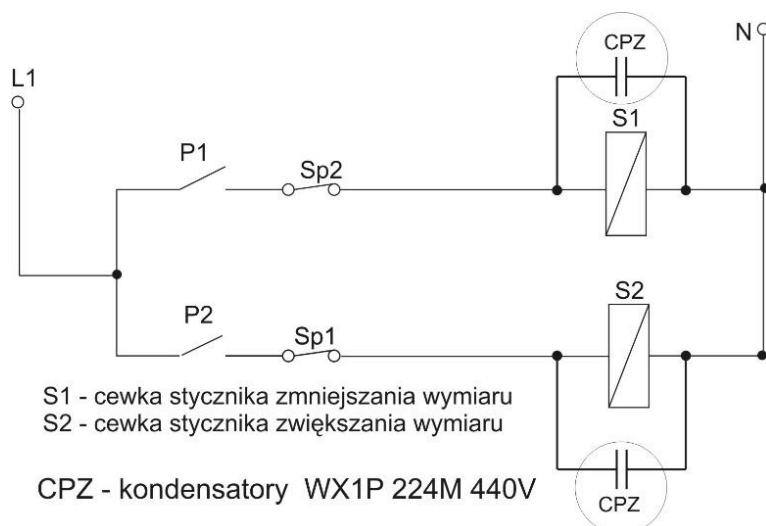 CPZ
N
L1
S1
P1
Sp2
S2
P2
Sp1
S1 - cewka stycznika zmniejszania wymiaru
S2 - cewka stycznika zwiększania wymiaru
CPZ - kondensatory WX1P 224M 440V
CPZ